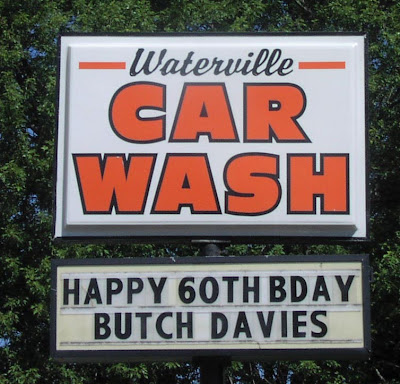 Waterville
CAR
WASH
HAPPY 60TH BDAY
BUTCH DAVIES